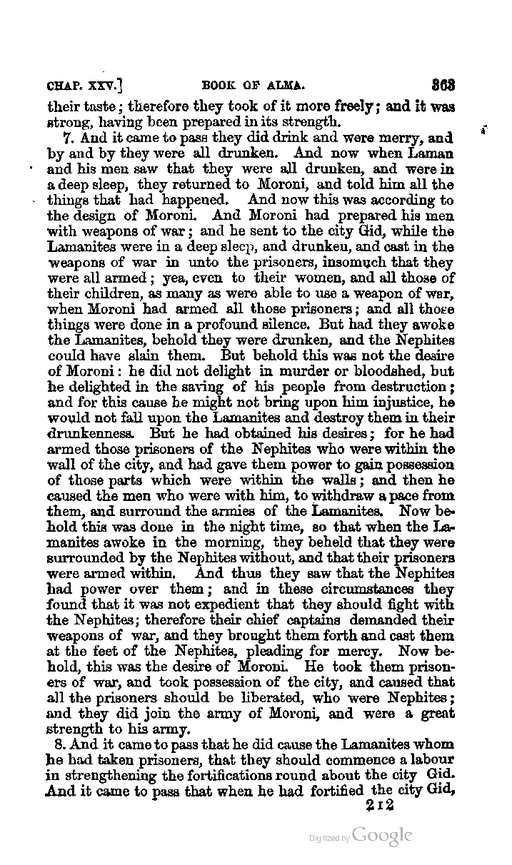 CHAP. XXV.] BOOK OF ALMA. 363
their taste; therefore they took of it more freely; and it was
strong, having been prepared in its strength.
7. And it came to pass they did drink and were merry, and
by and by they were all drunken. And now when Laman
and his men saw that they were all drunken, and were in
a deep sleep, they returned to Moroni, and told him all the
things that had happened. And now this was according to
the design of Moroni. And Moroni had prepared his men
with weapons of war; and he sent to the city Gid, while the
Lamanites were in a deep sleep, and drunken, and cast in the
weapons of war in unto the prisoners, insomuch that they
were all armed; yea, even to their women, and all those of
their children, as many as were able to use a weapon of war,
when Moroni had armed all those prisoners; and all those
things were done in a profound silence. But had they awoke
the Lamanites, behold they were drunken, and the Nephites
could have slain them. But behold this was not the desire
of Moroni: he did not delight in murder or bloodshed, but
he delighted in the saving of his people from destruction;
and for this cause he might not bring upon him injustice, he
would not fall upon the Lamanites and destroy them in their
drunkenness. But he had obtained his desires; for he had
armed those prisoners of the Nephites who were within the
wall of the city, and had gave them power to gain possession
of those parts which were within the walls; and then he
caused the men who were with him, to withdraw a pace from
them, and surround the armies of the Lamanites. Now be-
hold this was done in the night time, so that when the La-
manites awoke in the morning, they beheld that they were
surrounded by the Nephites without, and that their prisoners
were armed within. And thus they saw that the Nephites
had power over them; and in these circumstances they
found that it was not expedient that they should fight with
the Nephites; therefore their chief captains demanded their
weapons of war, and they brought them forth and cast them
at the feet of the Nephites, pleading for mercy. Now be-
hold, this was the desire of Moroni. He took them prison-
ers of war, and took possession of the city, and caused that
all the prisoners should be liberated, who were Nephites;
and they did join the army of Moroni, and were a great
strength to his army.
8. And it came to pass that he did cause the Lamanites whom
he had taken prisoners, that they should commence a labour
in strengthening the fortifications round about the city Gid.
And it came to pass that when he had fortified the city Gid,
2 I 2
Digitized by Google